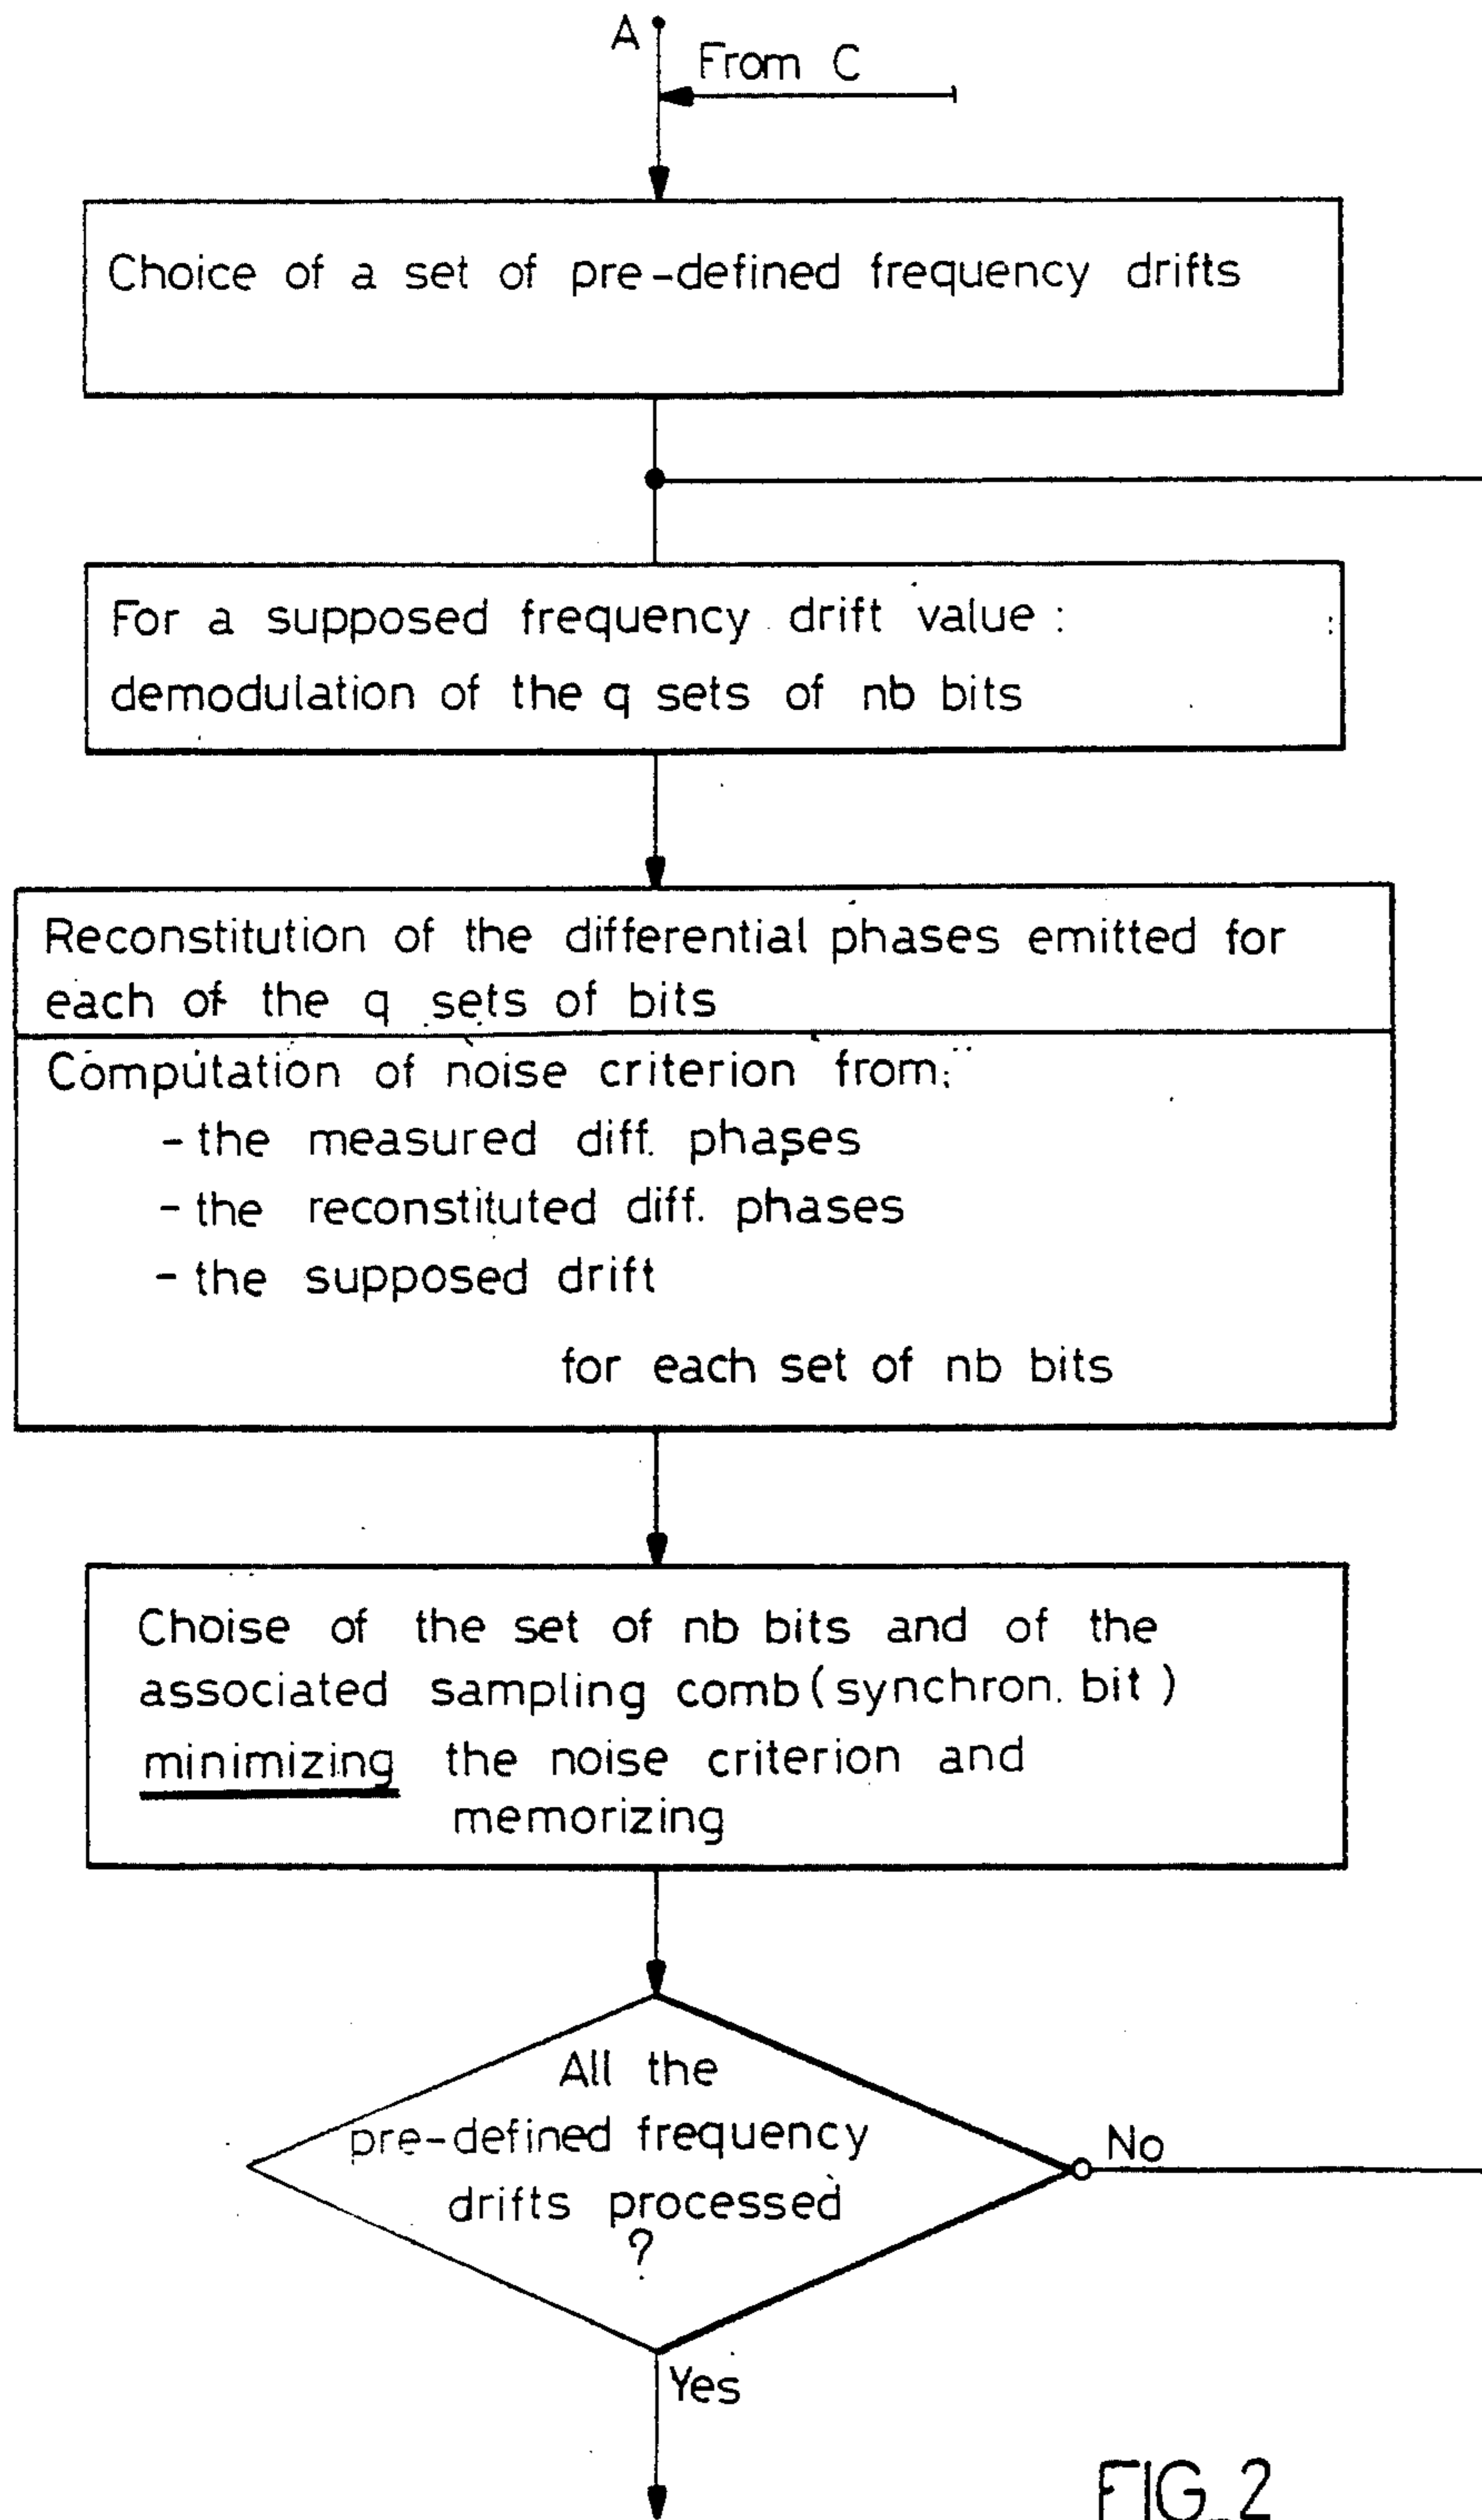 A
From C
Choice of a set of pre-defined frequency drifts
For a supposed frequency drift value :
demodulation of the q sets of nb bits
Reconstitution of the differential phases emitted for
each of the q sets of bits
Computation of noise criterion from:
- the measured diff. phases
- the reconstituted diff. phases
- the supposed drift
for each set of nb bits
Choise of the set of nb bits and of the
associated sampling comb (synchron. bit)
minimizing the noise criterion and
memorizing
All the
pre-defined frequency
drifts processed
?
No
Yes
FIG_2